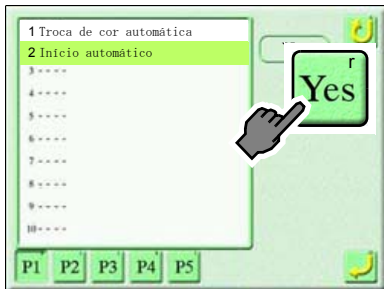 1 Troca de cor automática
2 Início automático
3 - - - -
4 - - - -
5 - - - -
6 - - - -
7 - - - -
8 - - - -
9 - - - -
10 - - - -
r
Yes
P1 P2 P3 P4 P5